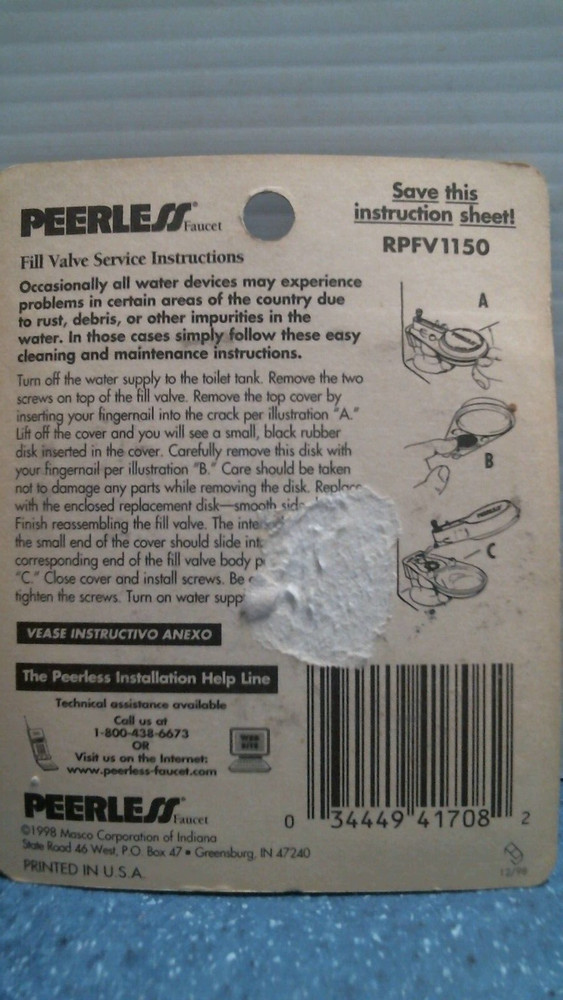 PEERLESS® Faucet
Save this
instruction sheet!
RPFV1150
Fill Valve Service Instructions
Occasionally all water devices may experience
problems in certain areas of the country due
to rust, debris, or other impurities in the
water. In those cases simply follow these easy
cleaning and maintenance instructions.
Turn off the water supply to the toilet tank. Remove the two
screws on top of the fill valve. Remove the top cover by
inserting your fingernail into the crack per illustration "A."
Lift off the cover and you will see a small, black rubber
disk inserted in the cover. Carefully remove this disk with
your fingernail per illustration "B." Care should be taken
not to damage any parts while removing the disk. Replace
with the enclosed replacement disk—smooth side
Finish reassembling the fill valve. The
the small end of the cover should slide
corresponding end of the fill valve body
"C." Close cover and install screws. Be
tighten the screws. Turn on water
A
B
C
VEASE INSTRUCTIVO ANEXO
The Peerless Installation Help Line
Technical assistance available
Call us at
1-800-438-6673
OR
Visit us on the Internet:
www.peerless-faucet.com
WEB
SITE
PEERLESS® Faucet
©1998 Masco Corporation of Indiana
State Road 46 West, P.O. Box 47 • Greensburg, IN 47240
PRINTED IN U.S.A.
0 34449 41708 2
12/98